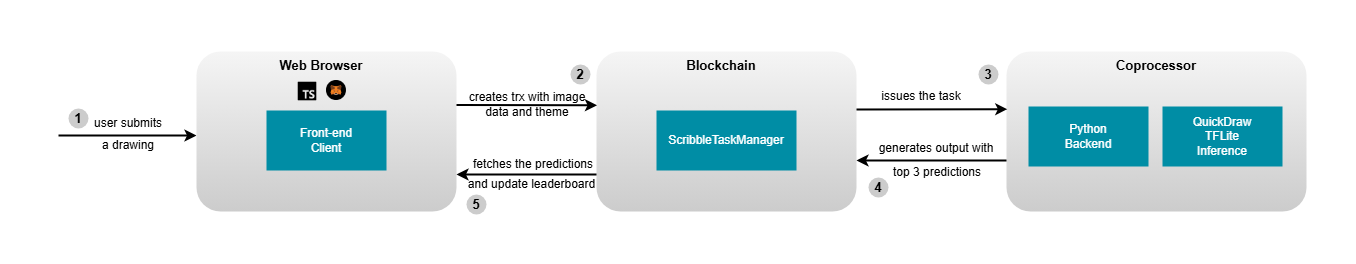 1
user submits
a drawing
Web Browser
TS
Front-end
Client
2
creates trx with image
data and theme
fetches the predictions
and update leaderboard
5
Blockchain
ScribbleTaskManager
3
issues the task
generates output with
top 3 predictions
4
Coprocessor
Python
Backend
QuickDraw
TFLite
Inference